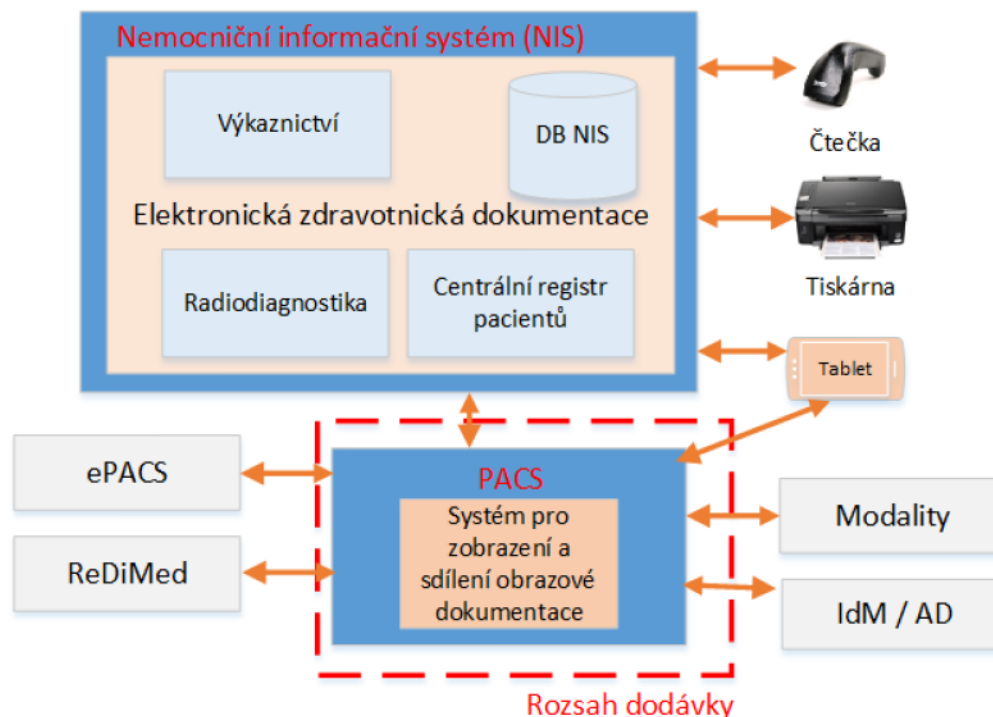 Nemocniční informační systém (NIS)
Výkaznictví
DB NIS
Čtečka
Elektronická zdravotnická dokumentace
Tiskárna
Radiodiagnostika
Centrální registr
pacientů
Tablet
ePACS
PACS
Systém pro
zobrazení a
sdílení obrazové
dokumentace
Modality
ReDiMed
IdM / AD
Rozsah dodávky